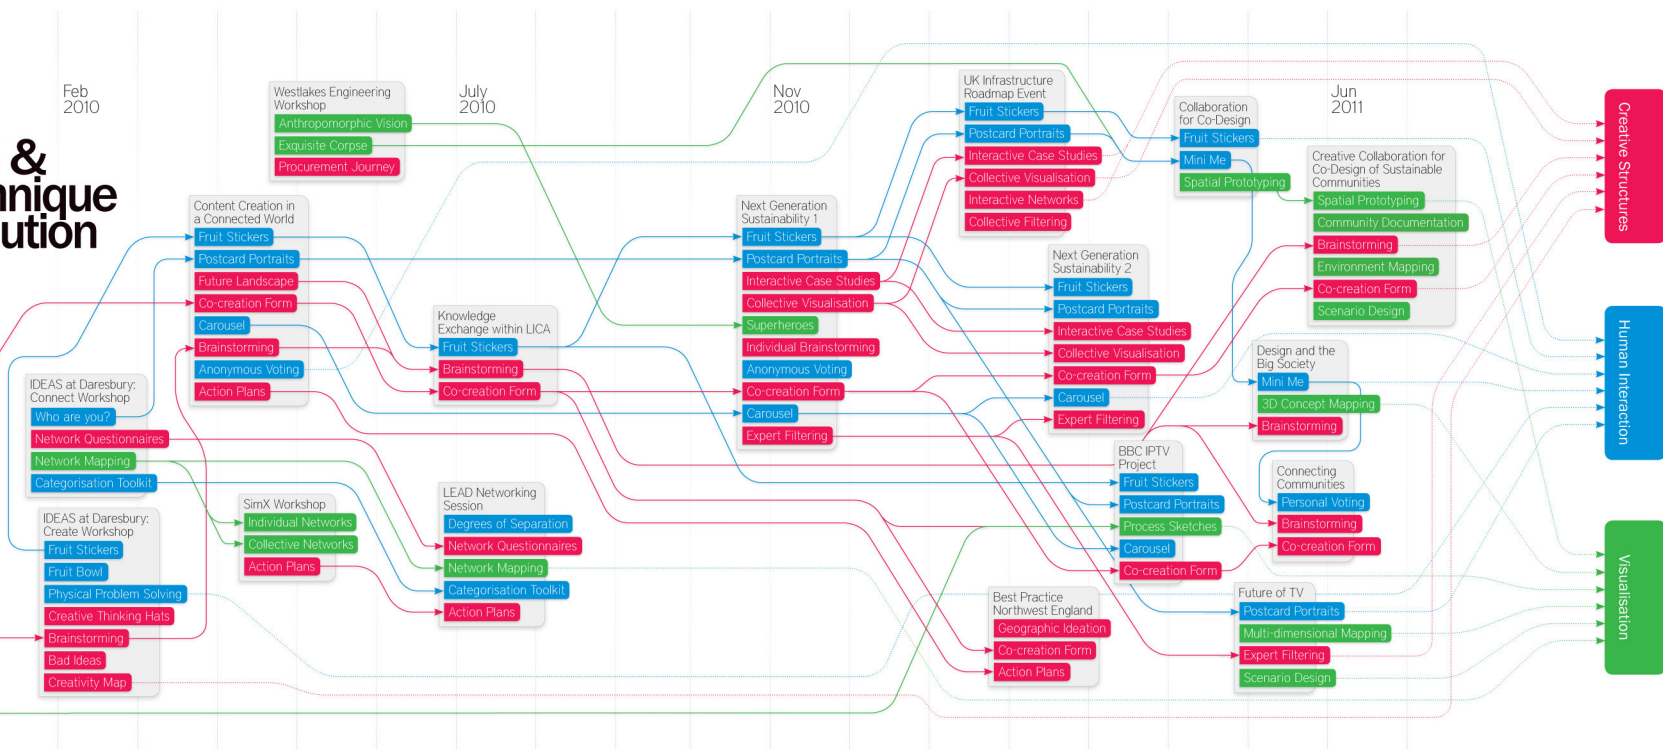 Feb
2010
July
2010
Nov
2010
Jun
2011
&
nnique
ution
Westlakes Engineering
Workshop
Anthropomorphic Vision
Exquisite Corpse
Procurement Journey
Content Creation in
a Connected World
Fruit Stickers
Postcard Portraits
Future Landscape
Co-creation Form
Carousel
Brainstorming
Anonymous Voting
Action Plans
IDEAS at Daresbury:
Connect Workshop
Who are you?
Network Questionnaires
Network Mapping
Categorisation Toolkit
IDEAS at Daresbury:
Create Workshop
Fruit Stickers
Fruit Bowl
Physical Problem Solving
Creative Thinking Hats
Brainstorming
Bad Ideas
Creativity Map
SimX Workshop
Individual Networks
Collective Networks
Action Plans
Knowledge
Exchange within LICA
Fruit Stickers
Brainstorming
Co-creation Form
LEAD Networking
Session
Degrees of Separation
Network Questionnaires
Network Mapping
Categorisation Toolkit
Action Plans
Next Generation
Sustainability 1
Fruit Stickers
Postcard Portraits
Interactive Case Studies
Collective Visualisation
Superheroes
Individual Brainstorming
Anonymous Voting
Co-creation Form
Carousel
Expert Filtering
UK Infrastructure
Roadmap Event
Fruit Stickers
Postcard Portraits
Interactive Case Studies
Collective Visualisation
Interactive Networks
Collective Filtering
Next Generation
Sustainability 2
Fruit Stickers
Postcard Portraits
Interactive Case Studies
Collective Visualisation
Co-creation Form
Carousel
Expert Filtering
BBC IPTV
Project
Fruit Stickers
Postcard Portraits
Process Sketches
Carousel
Co-creation Form
Best Practice
Northwest England
Geographic Ideation
Co-creation Form
Action Plans
Collaboration
for Co-Design
Fruit Stickers
Mini Me
Spatial Prototyping
Creative Collaboration for
Co-Design of Sustainable
Communities
Spatial Prototyping
Community Documentation
Brainstorming
Environment Mapping
Co-creation Form
Scenario Design
Design and the
Big Society
Mini Me
3D Concept Mapping
Brainstorming
Connecting
Communities
Personal Voting
Brainstorming
Co-creation Form
Future of TV
Postcard Portraits
Multi-dimensional Mapping
Expert Filtering
Scenario Design
Creative Structures
Human Interaction
Visualisation